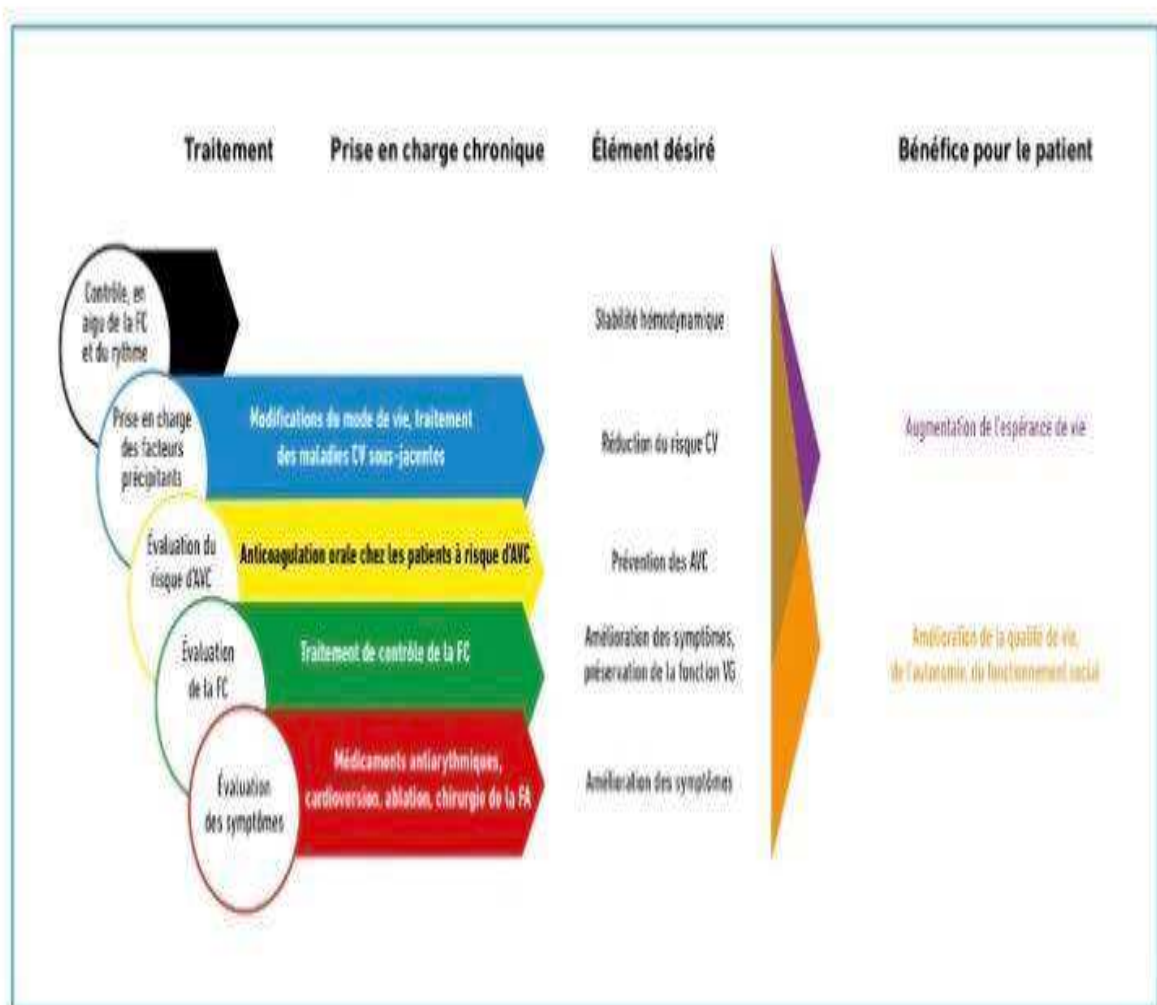 Traitement Prise en charge chronique Élément désiré Bénéfice pour le patient
Contrôle, en
aigu de la FC
et du rythme
Stabilité hémodynamique
Prise en charge
des facteurs
précipitants
Modifications du mode de vie, traitement
des maladies CV sous-jacentes
Réduction du risque CV
Augmentation de l'espérance de vie
Évaluation du
risque d'AVC
Anticoagulation orale chez les patients à risque d'AVC
Prévention des AVC
Évaluation
de la FC
Traitement de contrôle de la FC
Amélioration des symptômes,
préservation de la fonction VG
Amélioration de la qualité de vie,
de l'autonomie, du fonctionnement social
Évaluation
des symptômes
Médicaments antiarythmiques,
cardioversion, ablation, chirurgie de la FA
Amélioration des symptômes